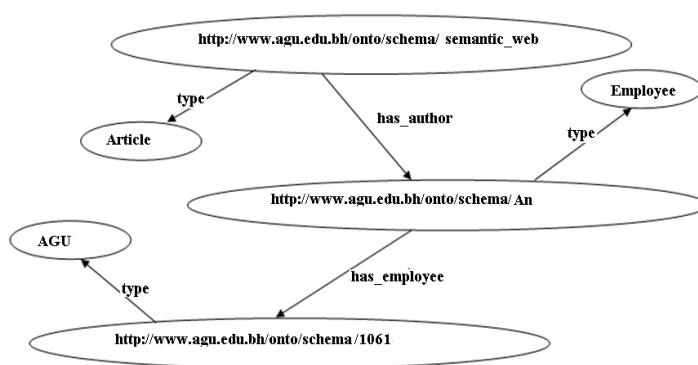 http://www.agu.edu.bh/onto/schema/ semantic_web
Employee
type
has_author
type
Article
http://www.agu.edu.bh/onto/schema/An
AGU
has_employee
type
http://www.agu.edu.bh/onto/schema/1061